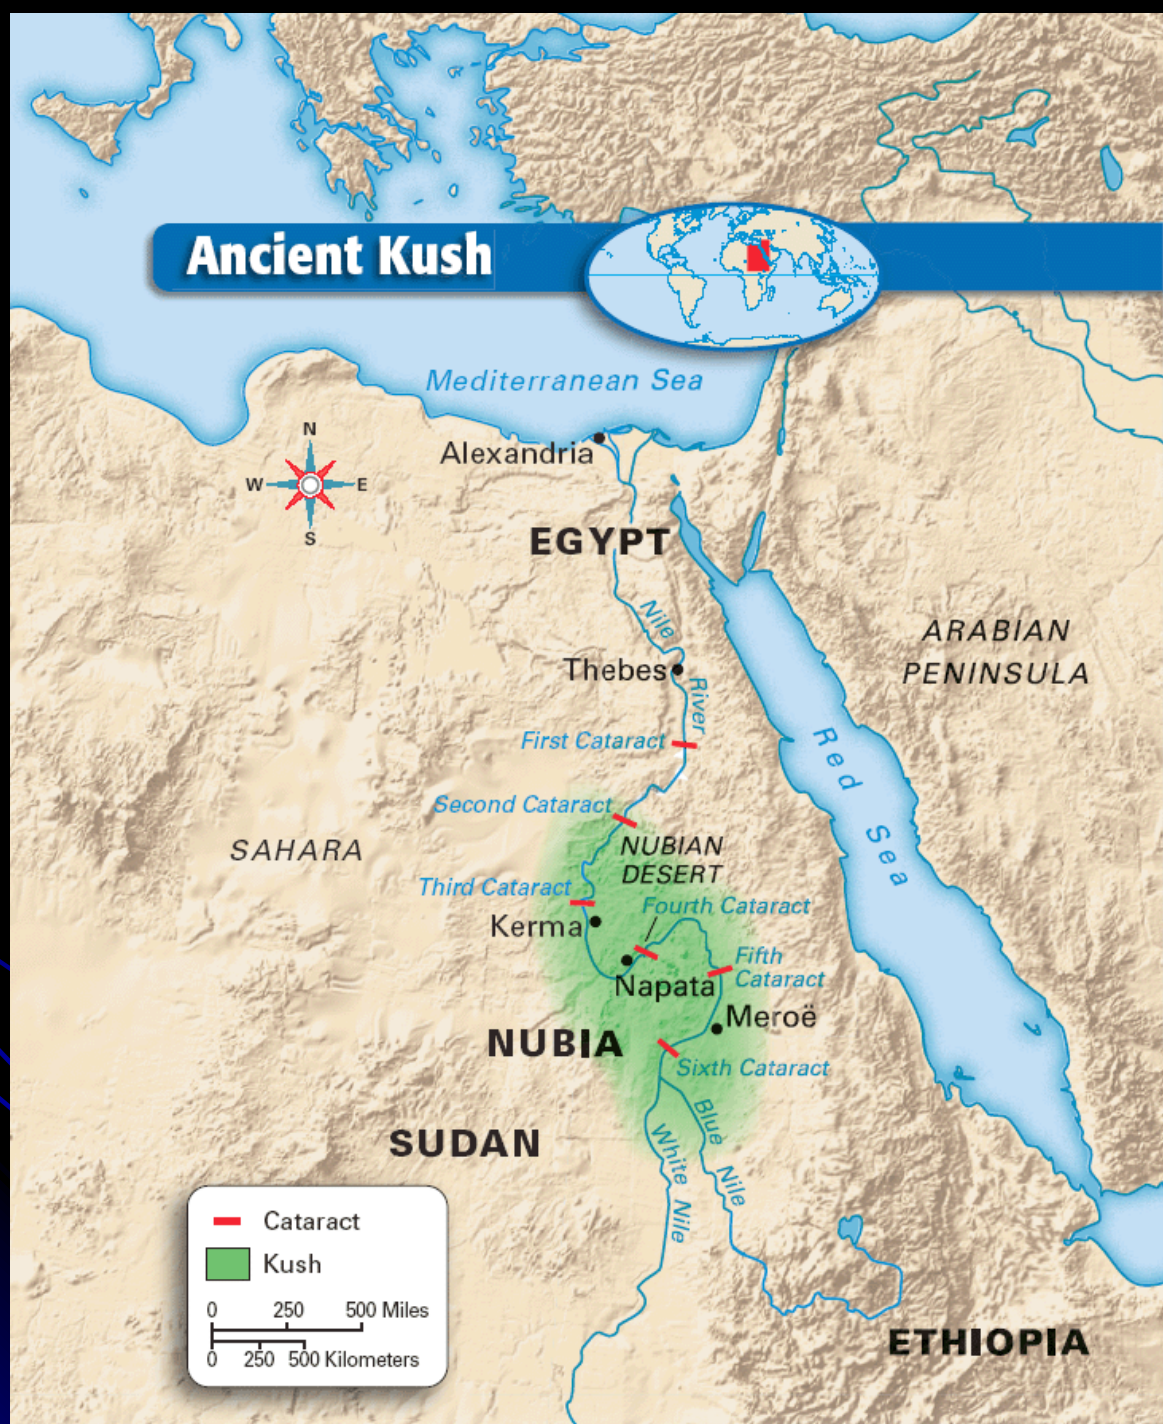 Ancient Kush
Mediterranean Sea
Alexandria
N
W
E
S
EGYPT
Nile
River
Thebes
ARABIAN
PENINSULA
Red Sea
First Cataract
Second Cataract
SAHARA
NUBIAN
DESERT
Third Cataract
Fourth Cataract
Kerma
Fifth
Cataract
Napata
Meroë
NUBIA
Sixth Cataract
SUDAN
Blue Nile
White Nile
Cataract
Kush
0 250 500 Miles
0 250 500 Kilometers
ETHIOPIA